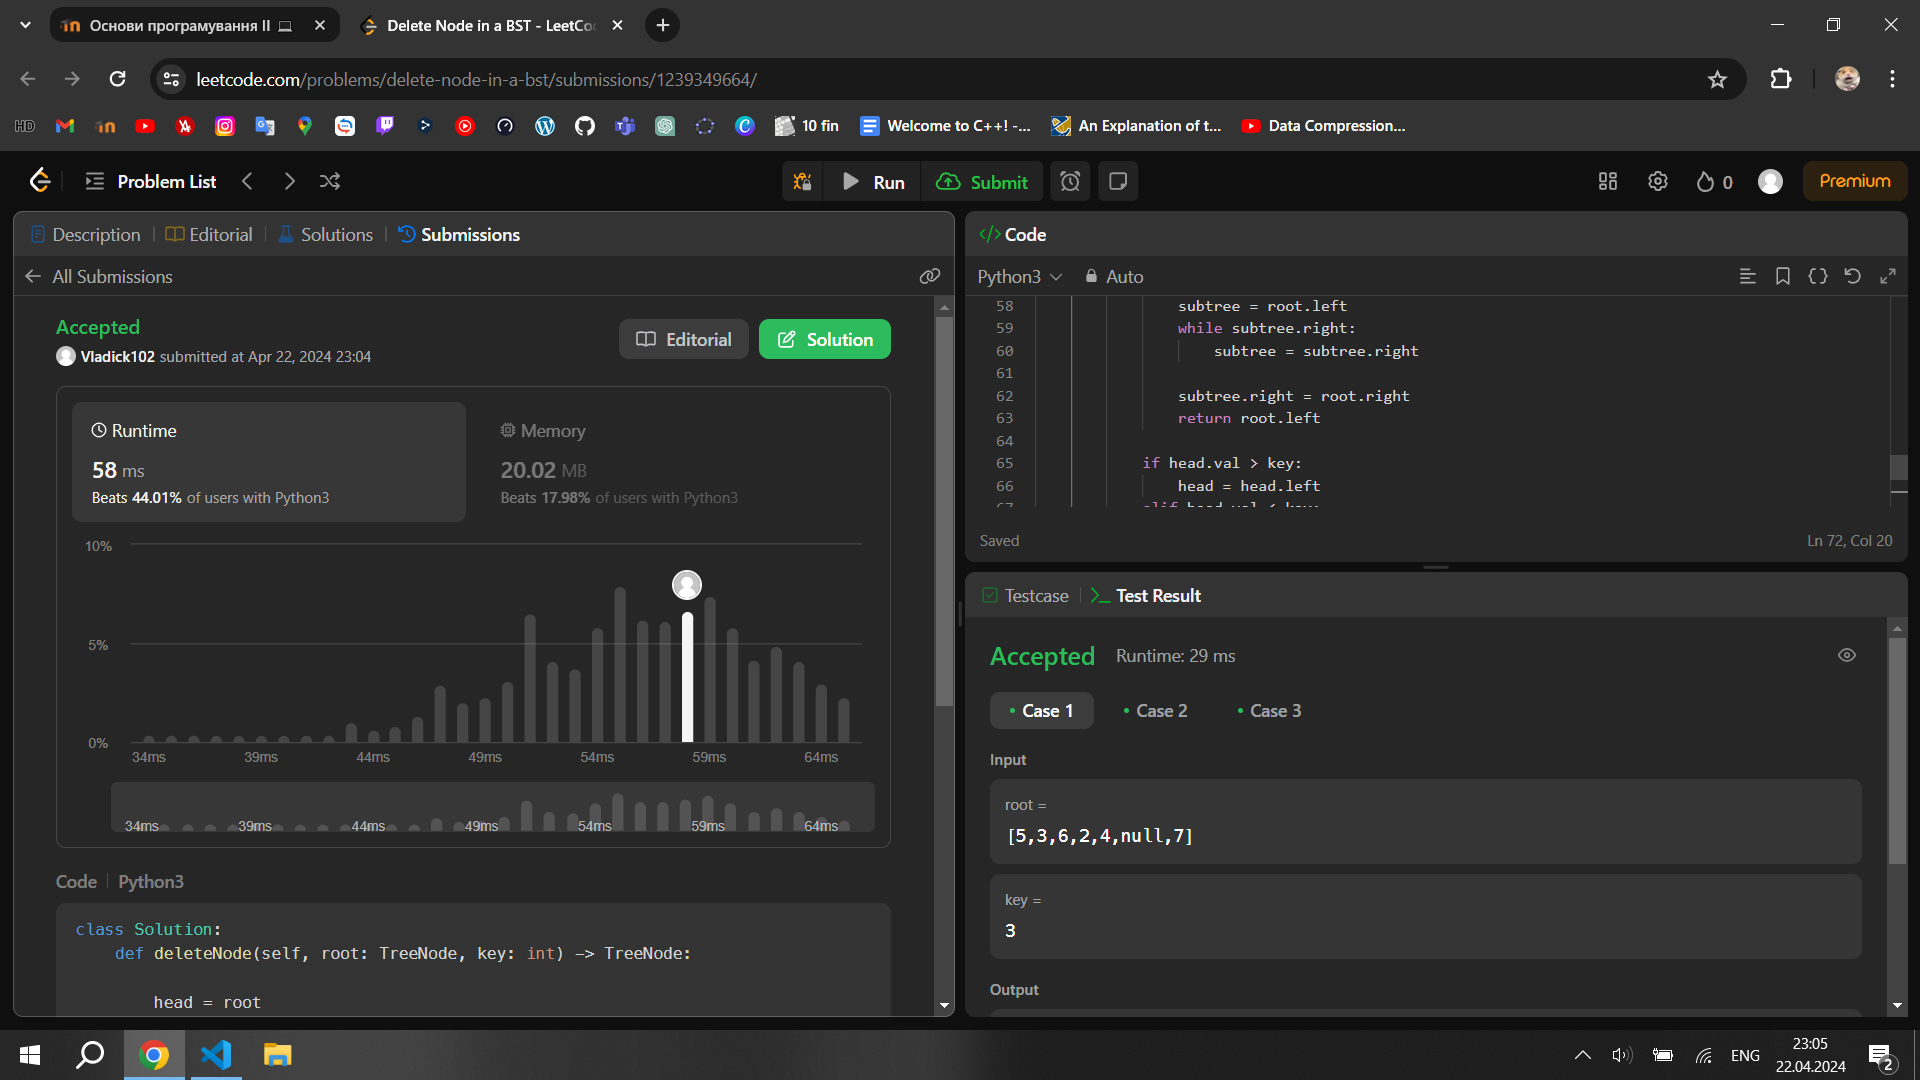 Основи програмування II
Delete Node in a BST - LeetCo
leetcode.com/problems/delete-node-in-a-bst/submissions/1239349664/
HD
10 fin
Welcome to C++! -...
An Explanation of t...
Data Compression...
Problem List
Run
Submit
0
Premium
Description
Editorial
Solutions
Submissions
All Submissions
Accepted
Vladick102 submitted at Apr 22, 2024 23:04
Editorial
Solution
Runtime
58 ms
Beats 44.01% of users with Python3
Memory
20.02 MB
Beats 17.98% of users with Python3
10%
5%
0%
34ms 39ms 44ms 49ms 54ms 59ms 64ms
34ms 39ms 44ms 49ms 54ms 59ms 64ms
Code Python3
class Solution:
def deleteNode(self, root: TreeNode, key: int) -> TreeNode:
head = root
</> Code
Python3
Auto
58 subtree = root.left
59 while subtree.right:
60 subtree = subtree.right
61
62 subtree.right = root.right
63 return root.left
64
65 if head.val > key:
66 head = head.left
67 elif head.val < key:
Saved
Ln 72, Col 20
Testcase
Test Result
Accepted
Runtime: 29 ms
Case 1
Case 2
Case 3
Input
root =
[5,3,6,2,4,null,7]
key =
3
Output
ENG
23:05
22.04.2024
2